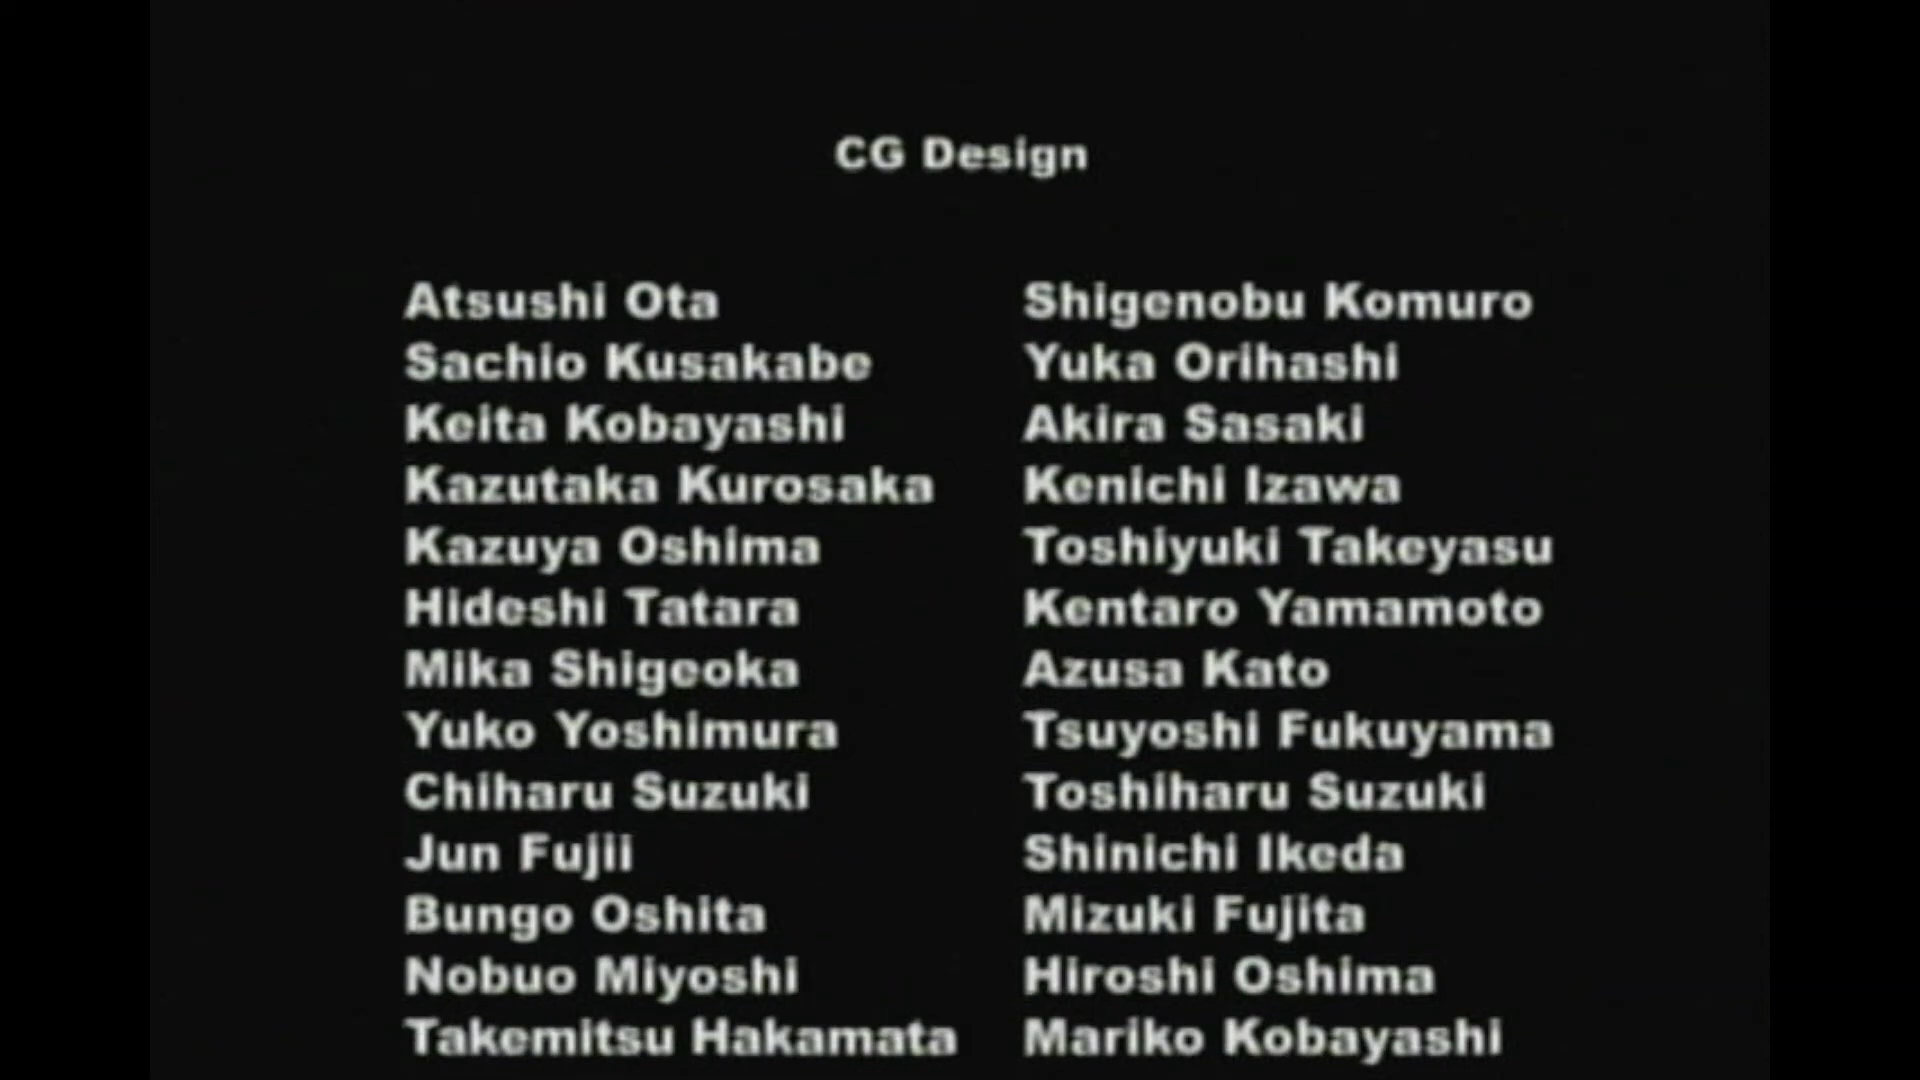 CG Design
Atsushi Ota
Sachio Kusakabe
Keita Kobayashi
Kazutaka Kurosaka
Kazuya Oshima
Hideshi Tatara
Mika Shigeoka
Yuko Yoshimura
Chiharu Suzuki
Jun Fujii
Bungo Oshita
Nobuo Miyoshi
Takemitsu Hakamata
Shigenobu Komuro
Yuka Orihashi
Akira Sasaki
Kenichi Izawa
Toshiyuki Takeyasu
Kentaro Yamamoto
Azusa Kato
Tsuyoshi Fukuyama
Toshiharu Suzuki
Shinichi Ikeda
Mizuki Fujita
Hiroshi Oshima
Mariko Kobayashi